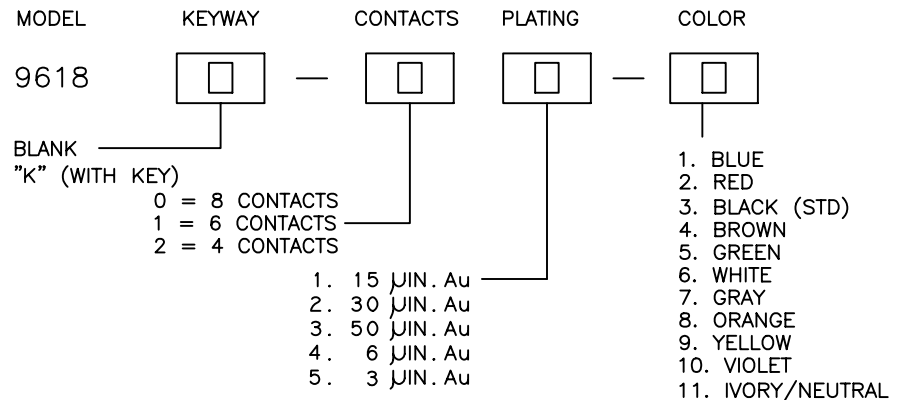 MODEL KEYWAY CONTACTS PLATING COLOR
9618 — —
BLANK
"K" (WITH KEY)
0 = 8 CONTACTS
1 = 6 CONTACTS
2 = 4 CONTACTS
1. 15 μIN.Au
2. 30 μIN.Au
3. 50 μIN.Au
4. 6 μIN.Au
5. 3 μIN.Au
1. BLUE
2. RED
3. BLACK (STD)
4. BROWN
5. GREEN
6. WHITE
7. GRAY
8. ORANGE
9. YELLOW
10. VIOLET
11. IVORY/NEUTRAL